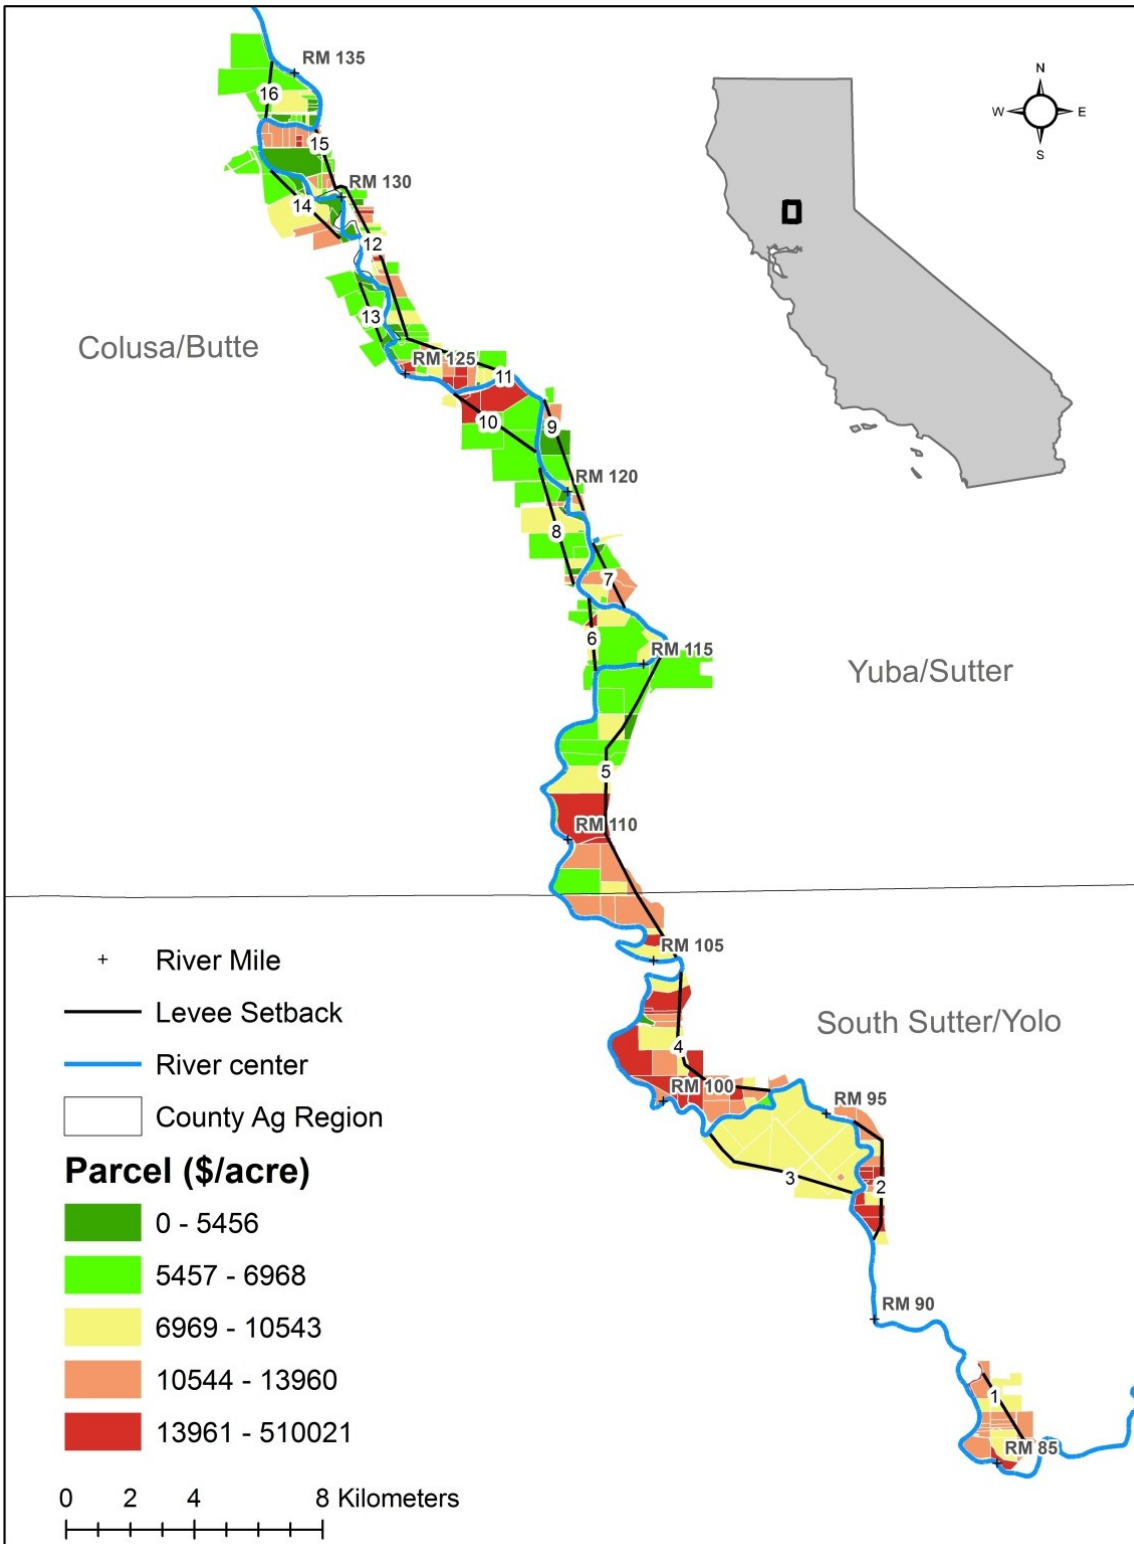 RM 135
16
15
RM 130
14
12
13
Colusa/Butte
RM 125
11
10
9
RM 120
8
7
6
RM 115
Yuba/Sutter
5
RM 110
RM 105
4
South Sutter/Yolo
RM 100
RM 95
3
2
RM 90
1
RM 85
N
W E
S
River Mile
Levee Setback
River center
County Ag Region
Parcel ($/acre)
0 - 5456
5457 - 6968
6969 - 10543
10544 - 13960
13961 - 510021
0 2 4 8 Kilometers